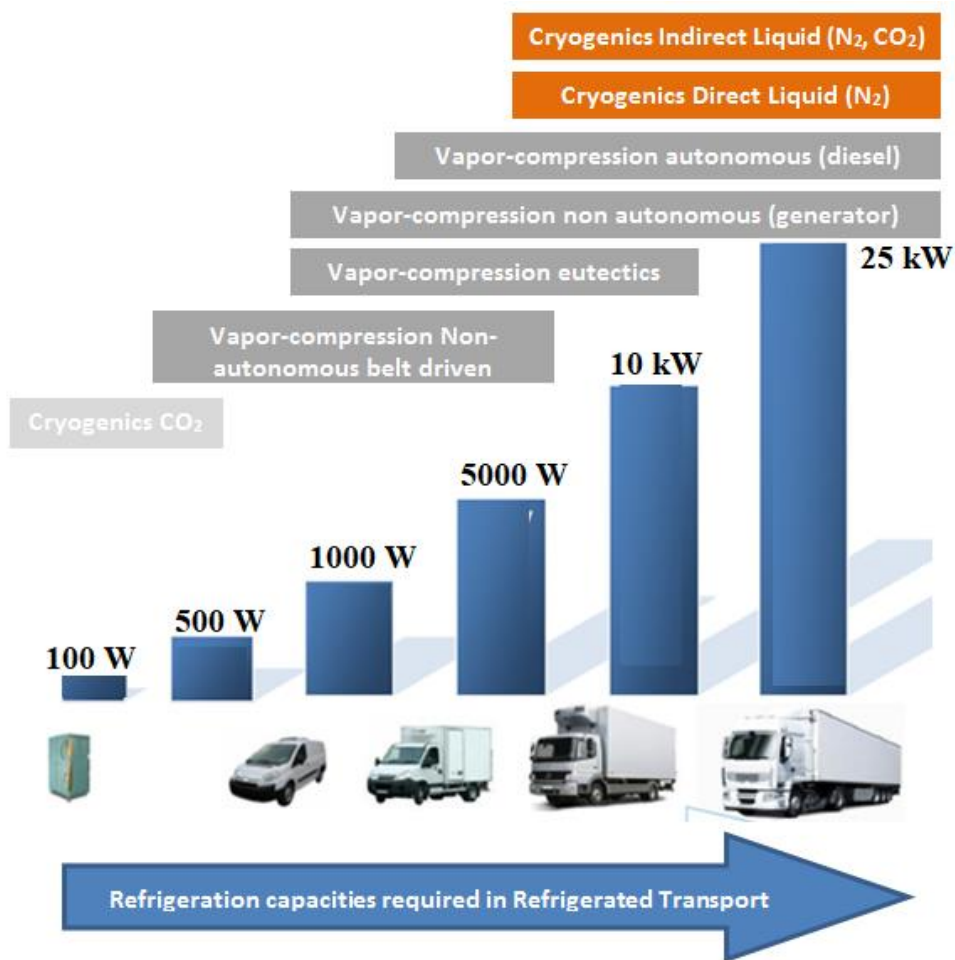 Cryogenics Indirect Liquid (N₂, CO₂)
Cryogenics Direct Liquid (N₂)
Vapor-compression autonomous (diesel)
Vapor-compression non autonomous (generator)
25 kW
Vapor-compression eutectics
Vapor-compression Non-
autonomous belt driven
10 kW
Cryogenics CO₂
5000 W
1000 W
500 W
100 W
Refrigeration capacities required in Refrigerated Transport